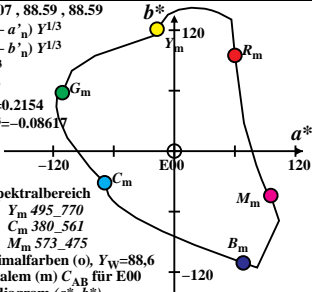 07 , 88.59 , 88.59
b*
− a'n) Y1/3
− b'n) Y1/3
120
Ym
Rm
Gm
=0.2154
=−0.08617
a*
−120
E00
120
Cm
Mm
pektralbereich
Ym 495_770
Cm 380_561
Mm 573_475
Bm
imalfarben (o), YW=88,6
alem (m) CAB für E00
−120